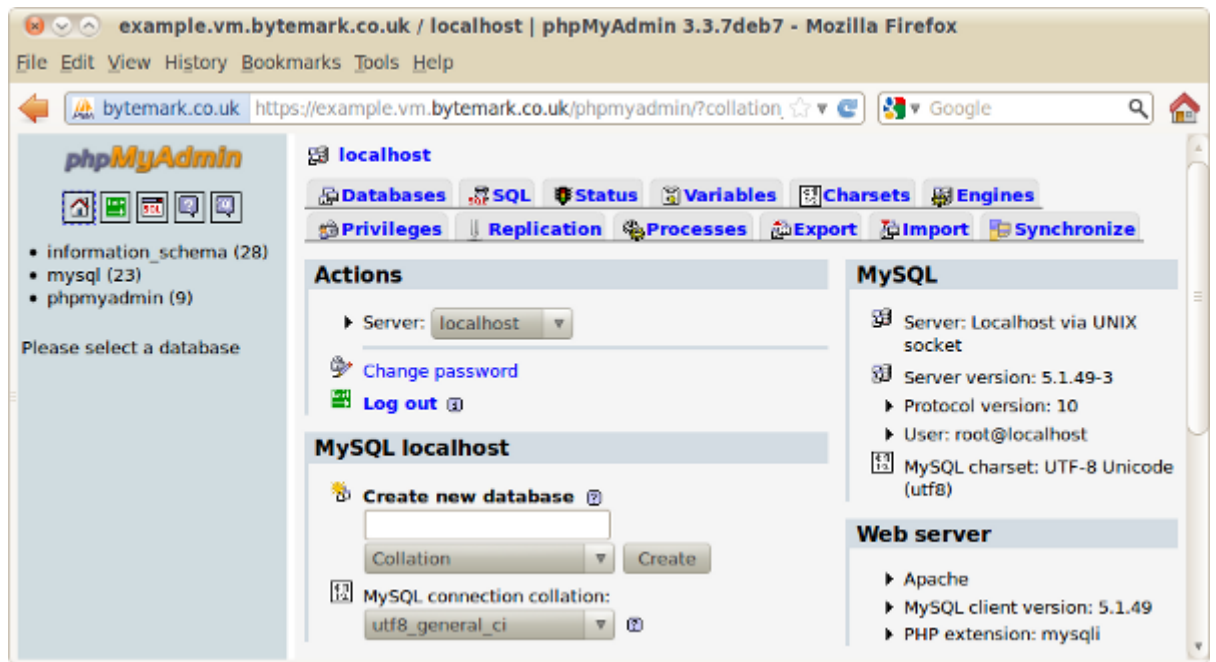 example.vm.bytemark.co.uk / localhost | phpMyAdmin 3.3.7deb7 - Mozilla Firefox
File Edit View History Bookmarks Tools Help
bytemark.co.uk https://example.vm.bytemark.co.uk/phpmyadmin/?collation_ Google
phpMyAdmin
information_schema (28)
mysql (23)
phpmyadmin (9)
Please select a database
localhost
Databases SQL Status Variables Charsets Engines
Privileges Replication Processes Export Import Synchronize
Actions
Server: localhost
Change password
Log out
MySQL localhost
Create new database
Collation Create
MySQL connection collation:
utf8_general_ci
MySQL
Server: Localhost via UNIX
socket
Server version: 5.1.49-3
Protocol version: 10
User: root@localhost
MySQL charset: UTF-8 Unicode
(utf8)
Web server
Apache
MySQL client version: 5.1.49
PHP extension: mysqli